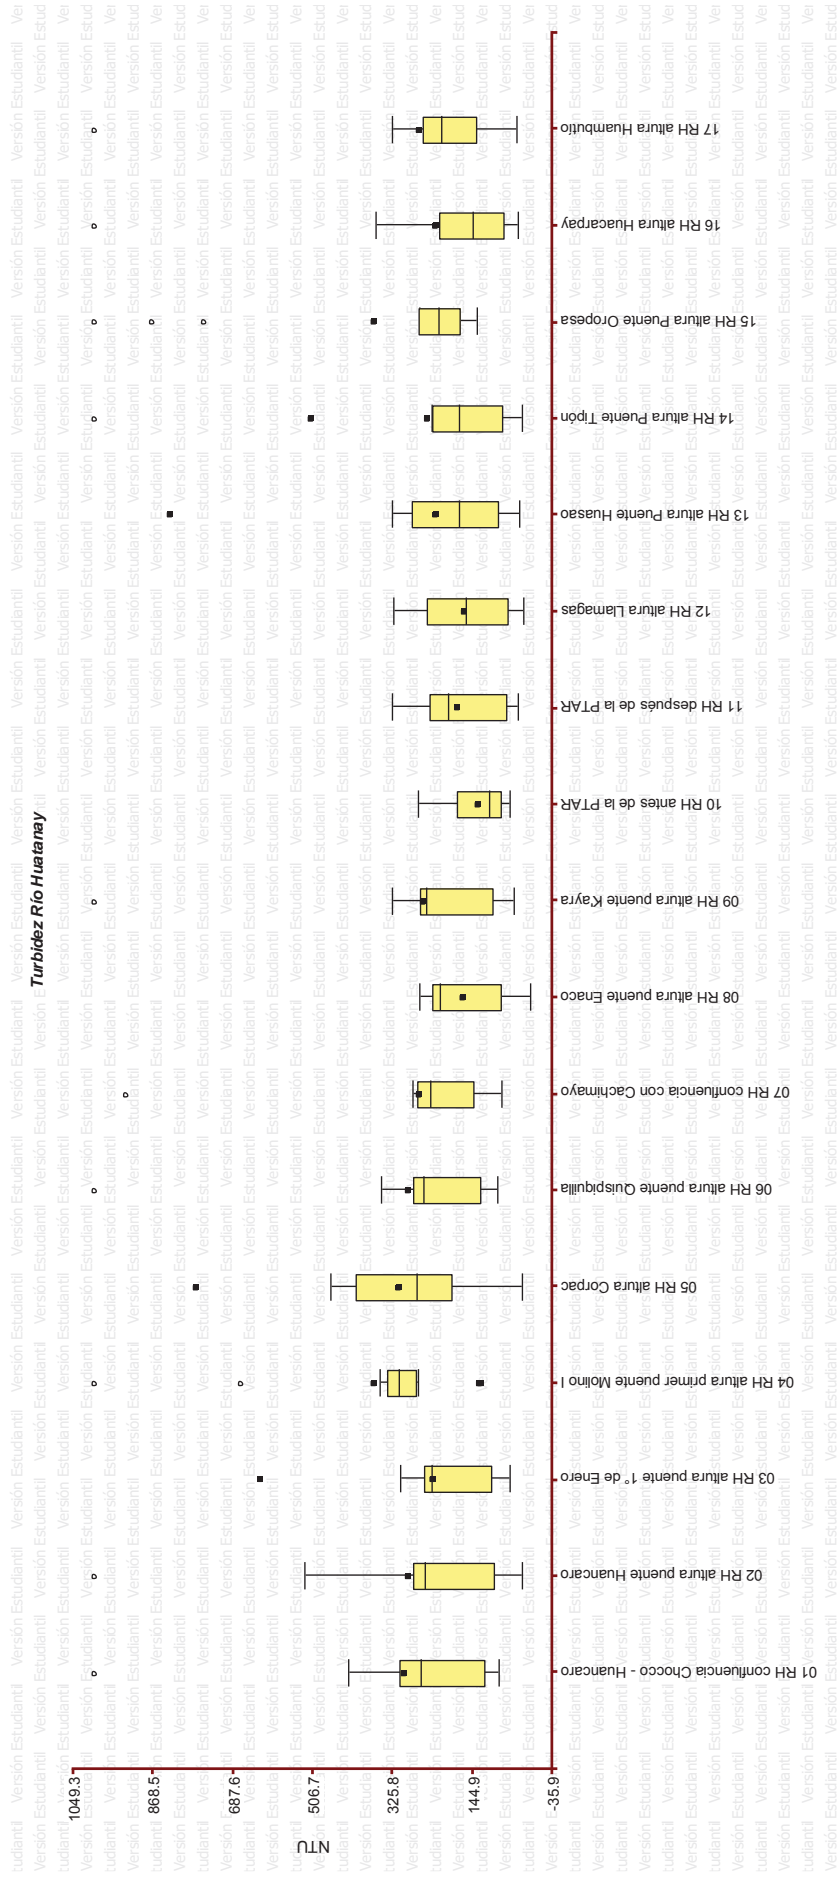 Turbidez Río Huatanay
NTU
1049.3
868.5
687.6
506.7
325.8
144.9
-35.9
01 RH confluencia Chocco - Huancaro
02 RH altura puente Huancaro
03 RH altura puente 1° de Enero
04 RH altura primer puente Molino I
05 RH altura Corpac
06 RH altura puente Quispiquilla
07 RH confluencia con Cachimayo
08 RH altura puente Enaco
09 RH altura puente K'ayra
10 RH antes de la PTAR
11 RH después de la PTAR
12 RH altura Llamagas
13 RH altura Puente Huasao
14 RH altura Puente Tipón
15 RH altura Puente Oropesa
16 RH altura Huacarpay
17 RH altura Huambutio
Versión Estudiantil